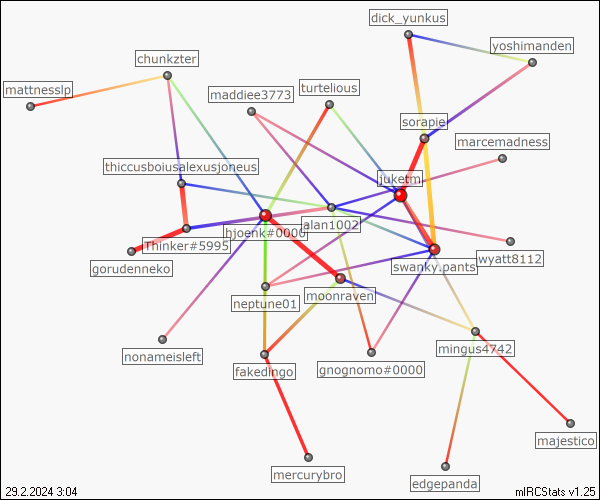 dick_yunkus
yoshimanden
chunkzter
mattnesslp
maddiee3773
turtelious
sorapie
marcemadness
thiccusboiusalexusjoneus
juketm
alan1002
hjoenk#0000
Thinker#5995
wyatt8112
gorudenneko
swanky.pants
neptune01
moonraven
nonameisleft
mingus4742
fakedingo
gnognomo#0000
majestico
mercurybro
edgepanda
29.2.2024 3:04
mIRCStats v1.25